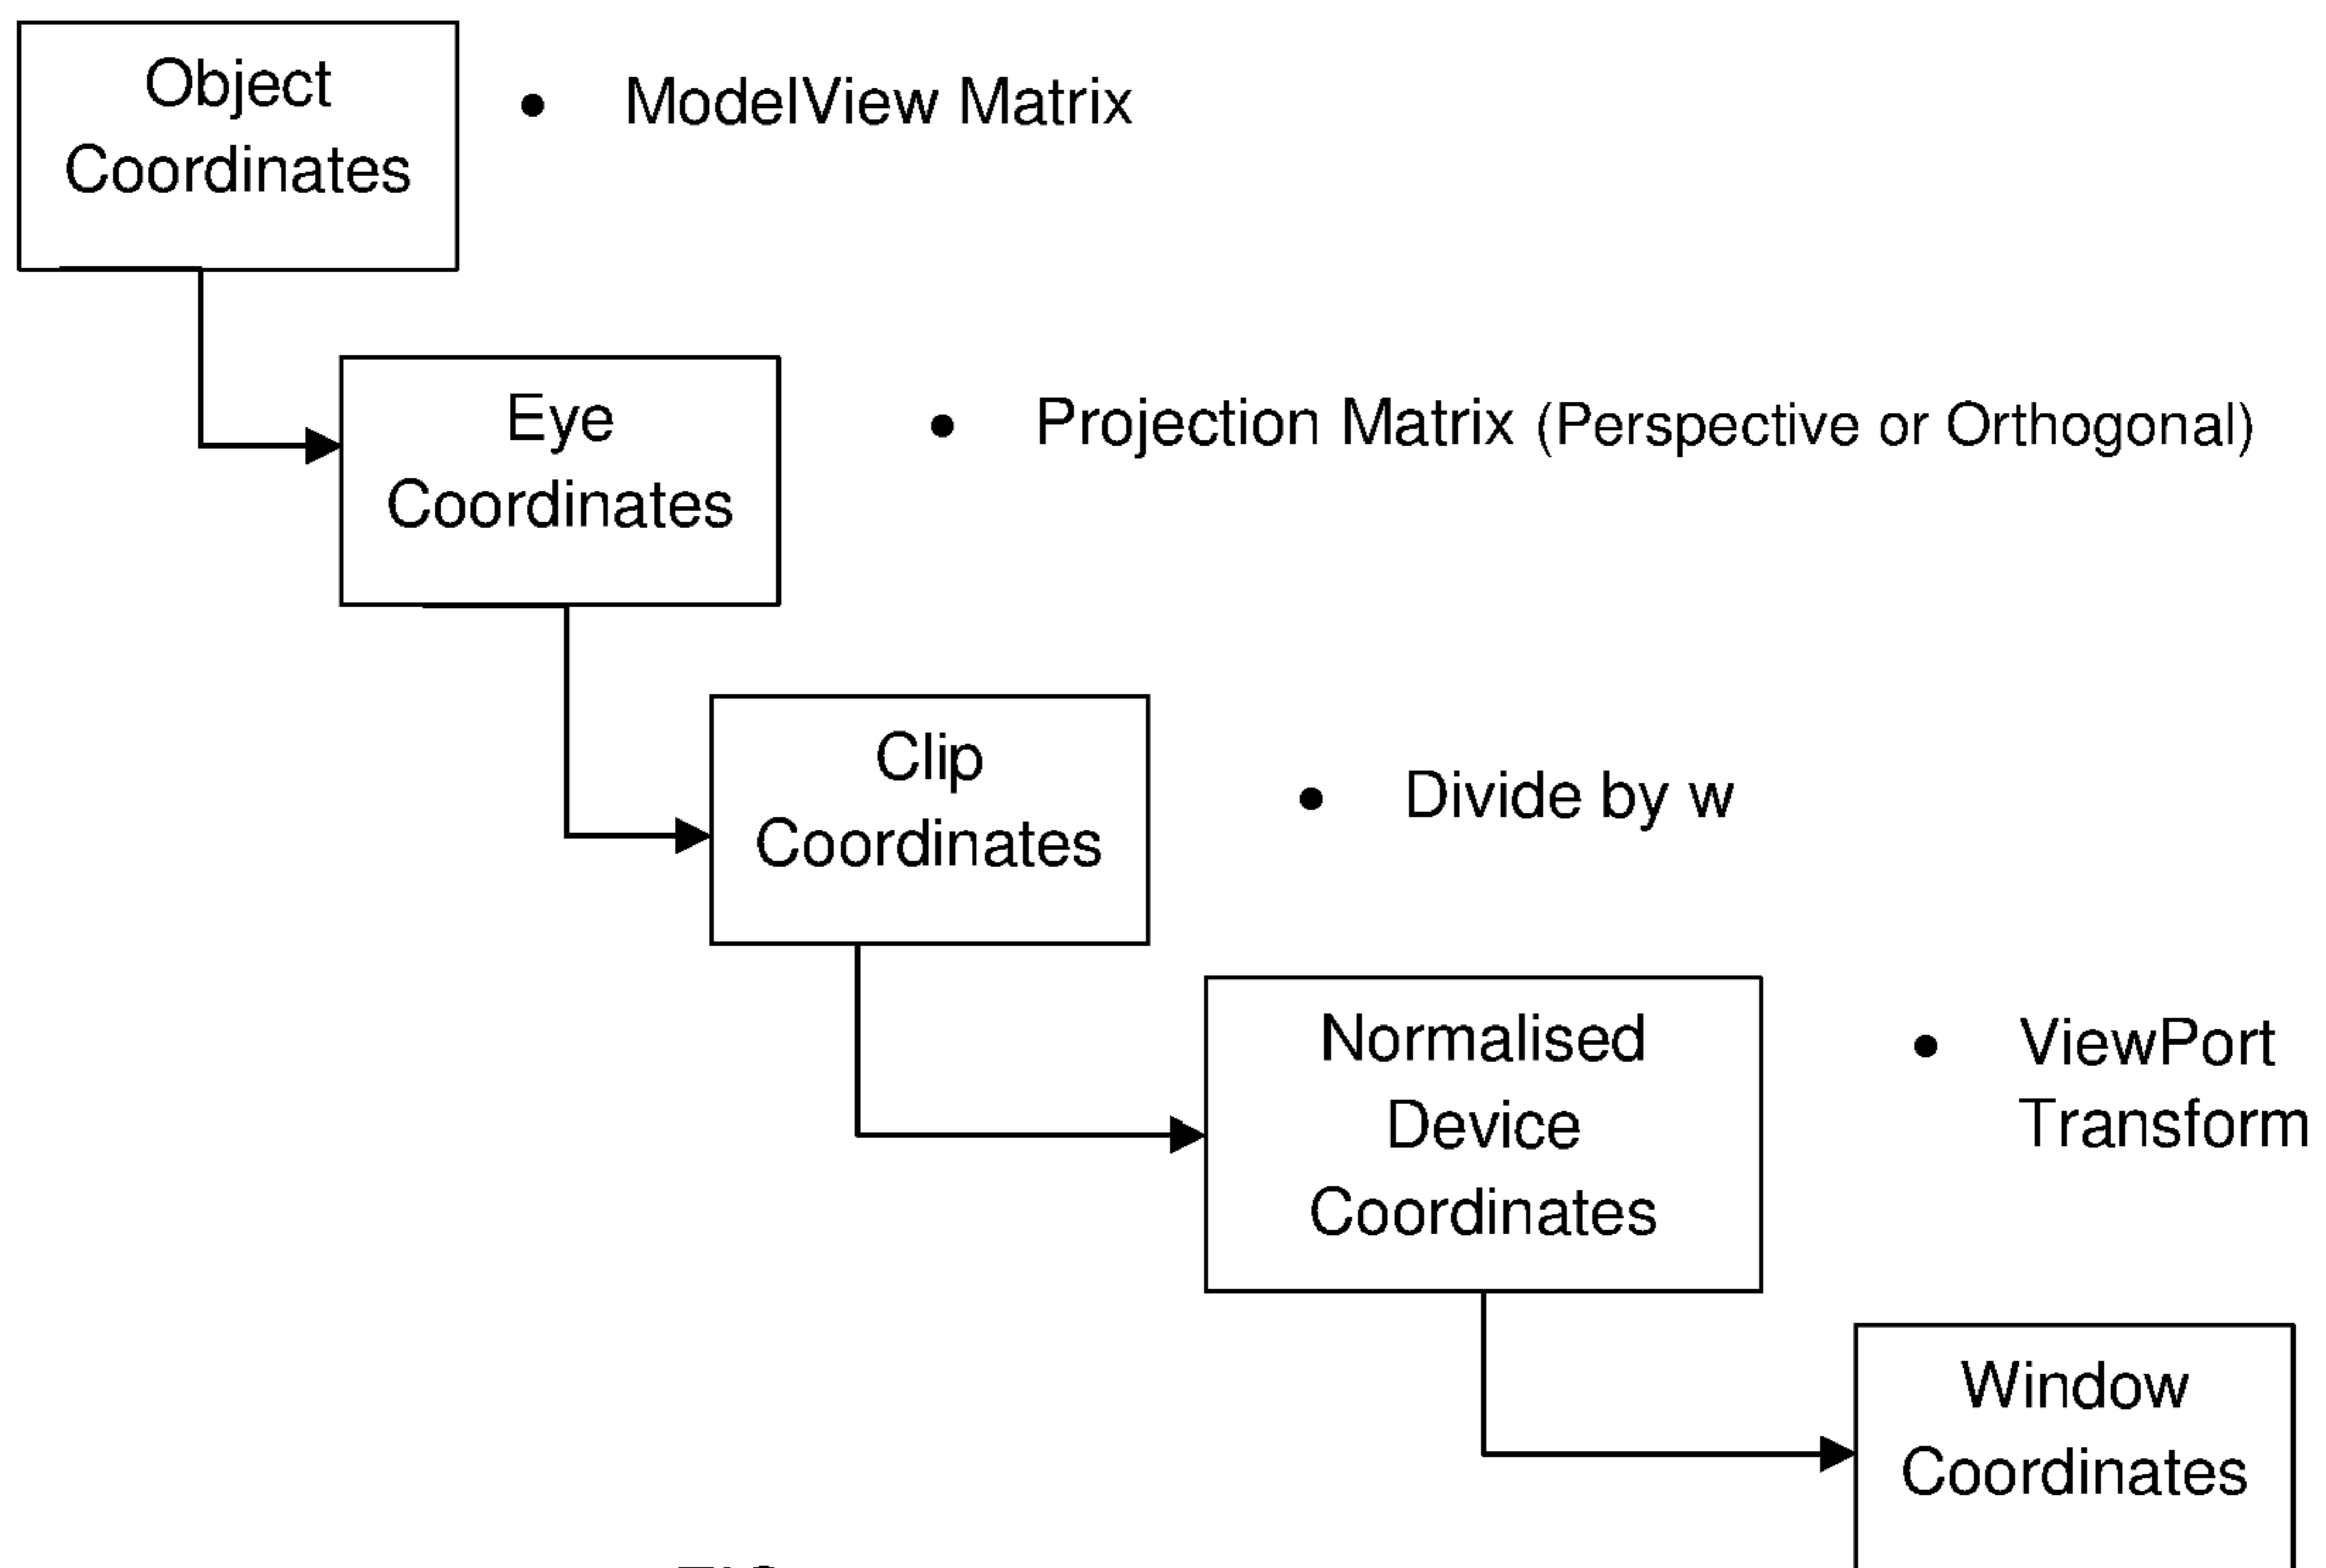 Object
Coordinates
• ModelView Matrix
Eye
Coordinates
• Projection Matrix (Perspective or Orthogonal)
Clip
Coordinates
• Divide by w
Normalised
Device
Coordinates
• ViewPort
Transform
Window
Coordinates